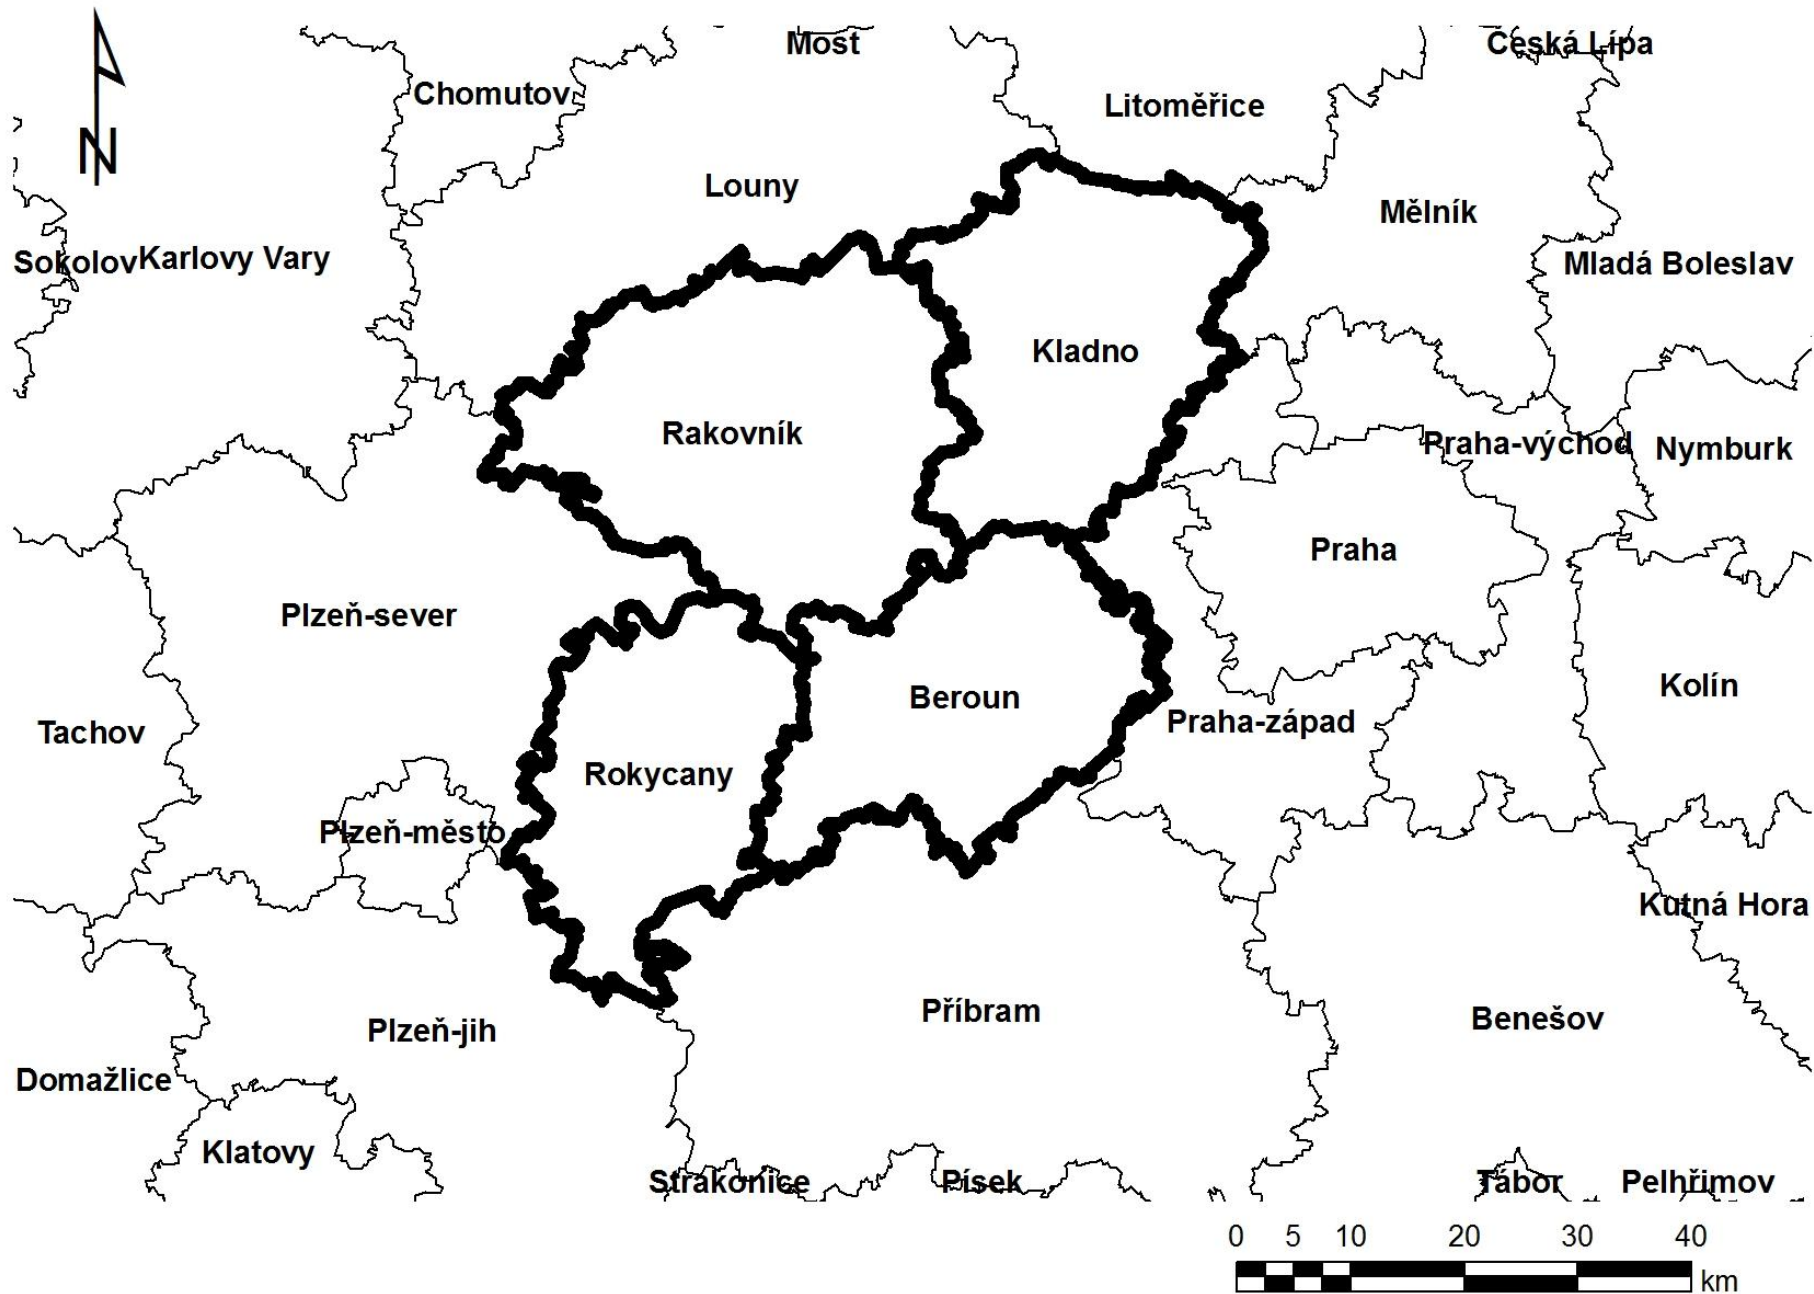 Most
Česká Lípa
Chomutov
Litoměřice
N
Louny
Mělník
Sokolov
Karlovy Vary
Mladá Boleslav
Kladno
Rakovník
Praha-východ
Nymburk
Praha
Plzeň-sever
Kolín
Beroun
Praha-západ
Tachov
Rokycany
Plzeň-město
Kutná Hora
Příbram
Benešov
Plzeň-jih
Domažlice
Klatovy
Strakonice
Písek
Tábor
Pelhřimov
0 5 10 20 30 40
km